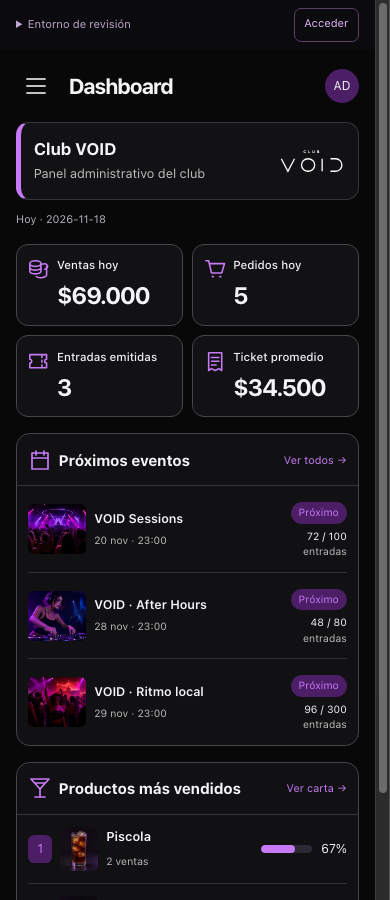 ▶ Entorno de revisión
Acceder
Dashboard
AD
Club VOID
Panel administrativo del club
CLUB
VOID
Hoy · 2026-11-18
Ventas hoy
$69.000
Pedidos hoy
5
Entradas emitidas
3
Ticket promedio
$34.500
Próximos eventos
Ver todos →
VOID Sessions
20 nov · 23:00
Próximo
72 / 100
entradas
VOID · After Hours
28 nov · 23:00
Próximo
48 / 80
entradas
VOID · Ritmo local
29 nov · 23:00
Próximo
96 / 300
entradas
Productos más vendidos
Ver carta →
1
Piscola
2 ventas
67%